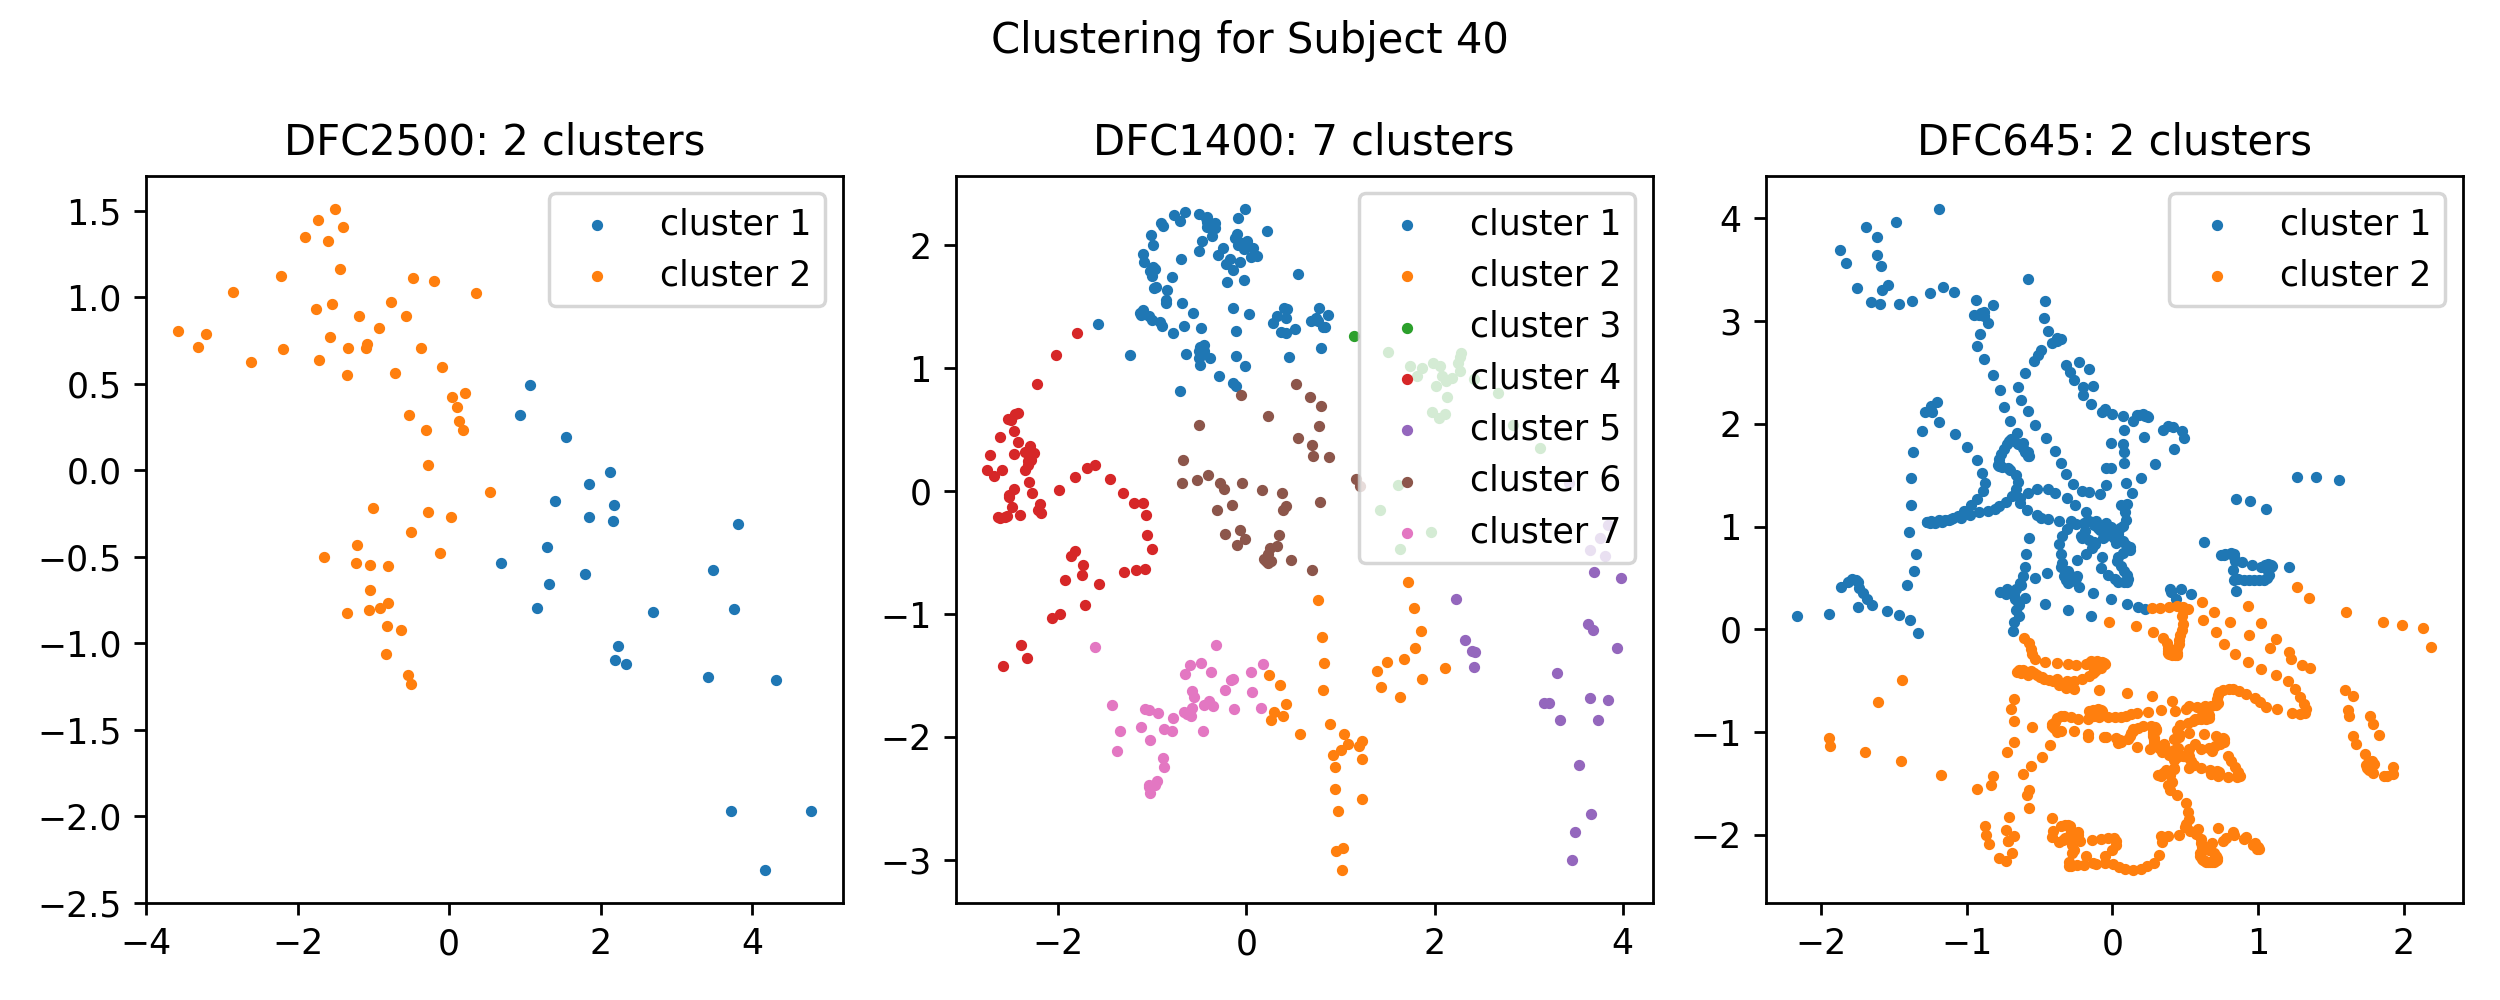 Clustering for Subject 40
DFC2500: 2 clusters
1.5
1.0
0.5
0.0
−0.5
−1.0
−1.5
−2.0
−2.5
−4
−2
0
2
4
cluster 1
cluster 2
DFC1400: 7 clusters
2
1
0
−1
−2
−3
−2
0
2
4
cluster 1
cluster 2
cluster 3
cluster 4
cluster 5
cluster 6
cluster 7
DFC645: 2 clusters
4
3
2
1
0
−1
−2
−2
−1
0
1
2
cluster 1
cluster 2